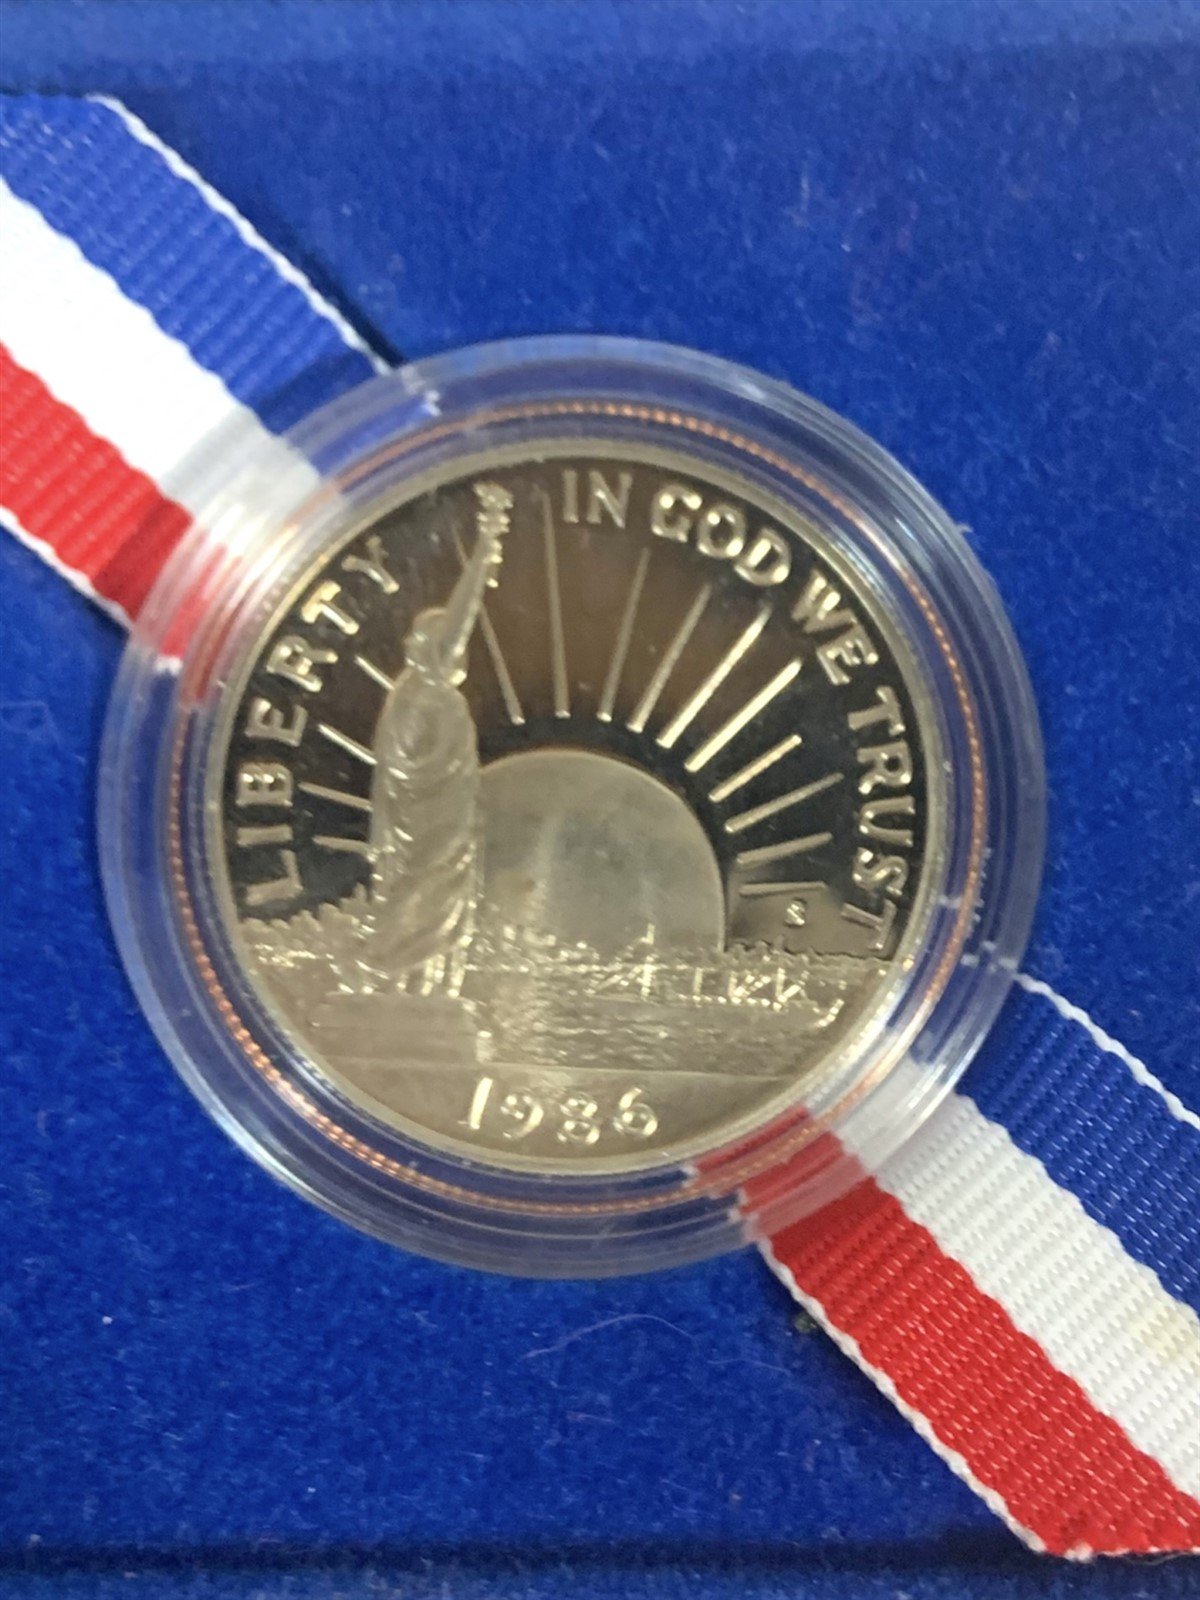 LIBERTY
IN GOD WE TRUST
S
1986